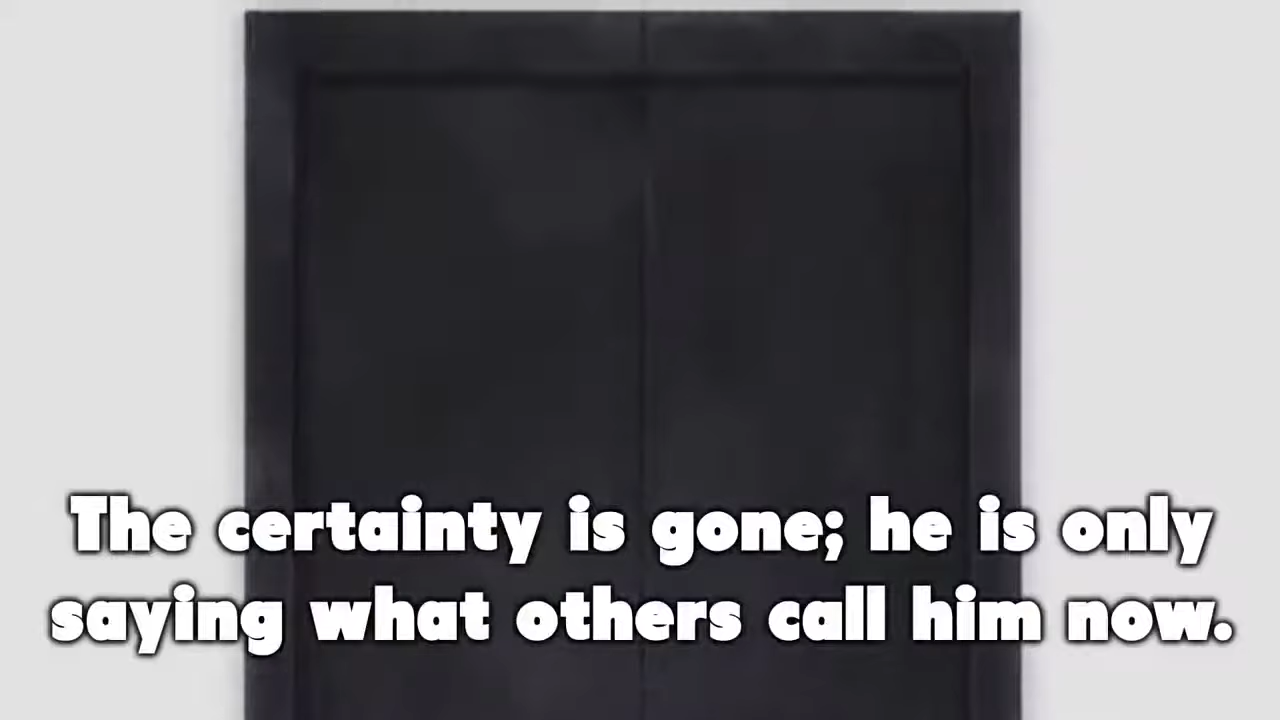 The certainty is gone; he is only
saying what others call him now.